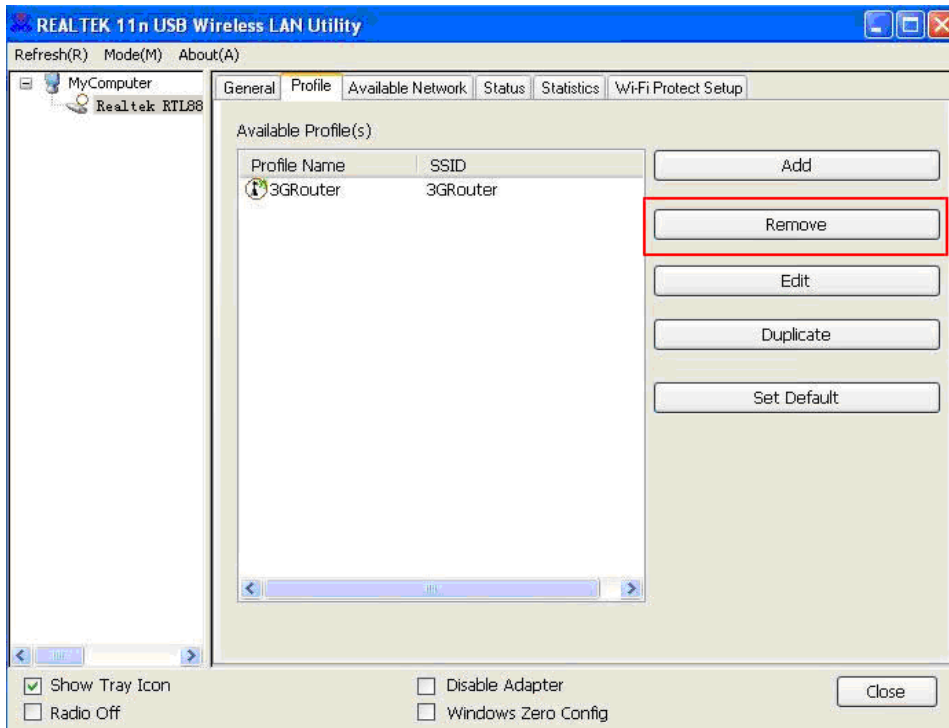 REALTEK 11n USB Wireless LAN Utility
Refresh(R) Mode(M) About(A)
MyComputer
Realtek RTL88
General Profile Available Network Status Statistics Wi-Fi Protect Setup
Available Profile(s)
Profile Name SSID
3GRouter 3GRouter
Add
Remove
Edit
Duplicate
Set Default
Show Tray Icon
Radio Off
Disable Adapter
Windows Zero Config
Close